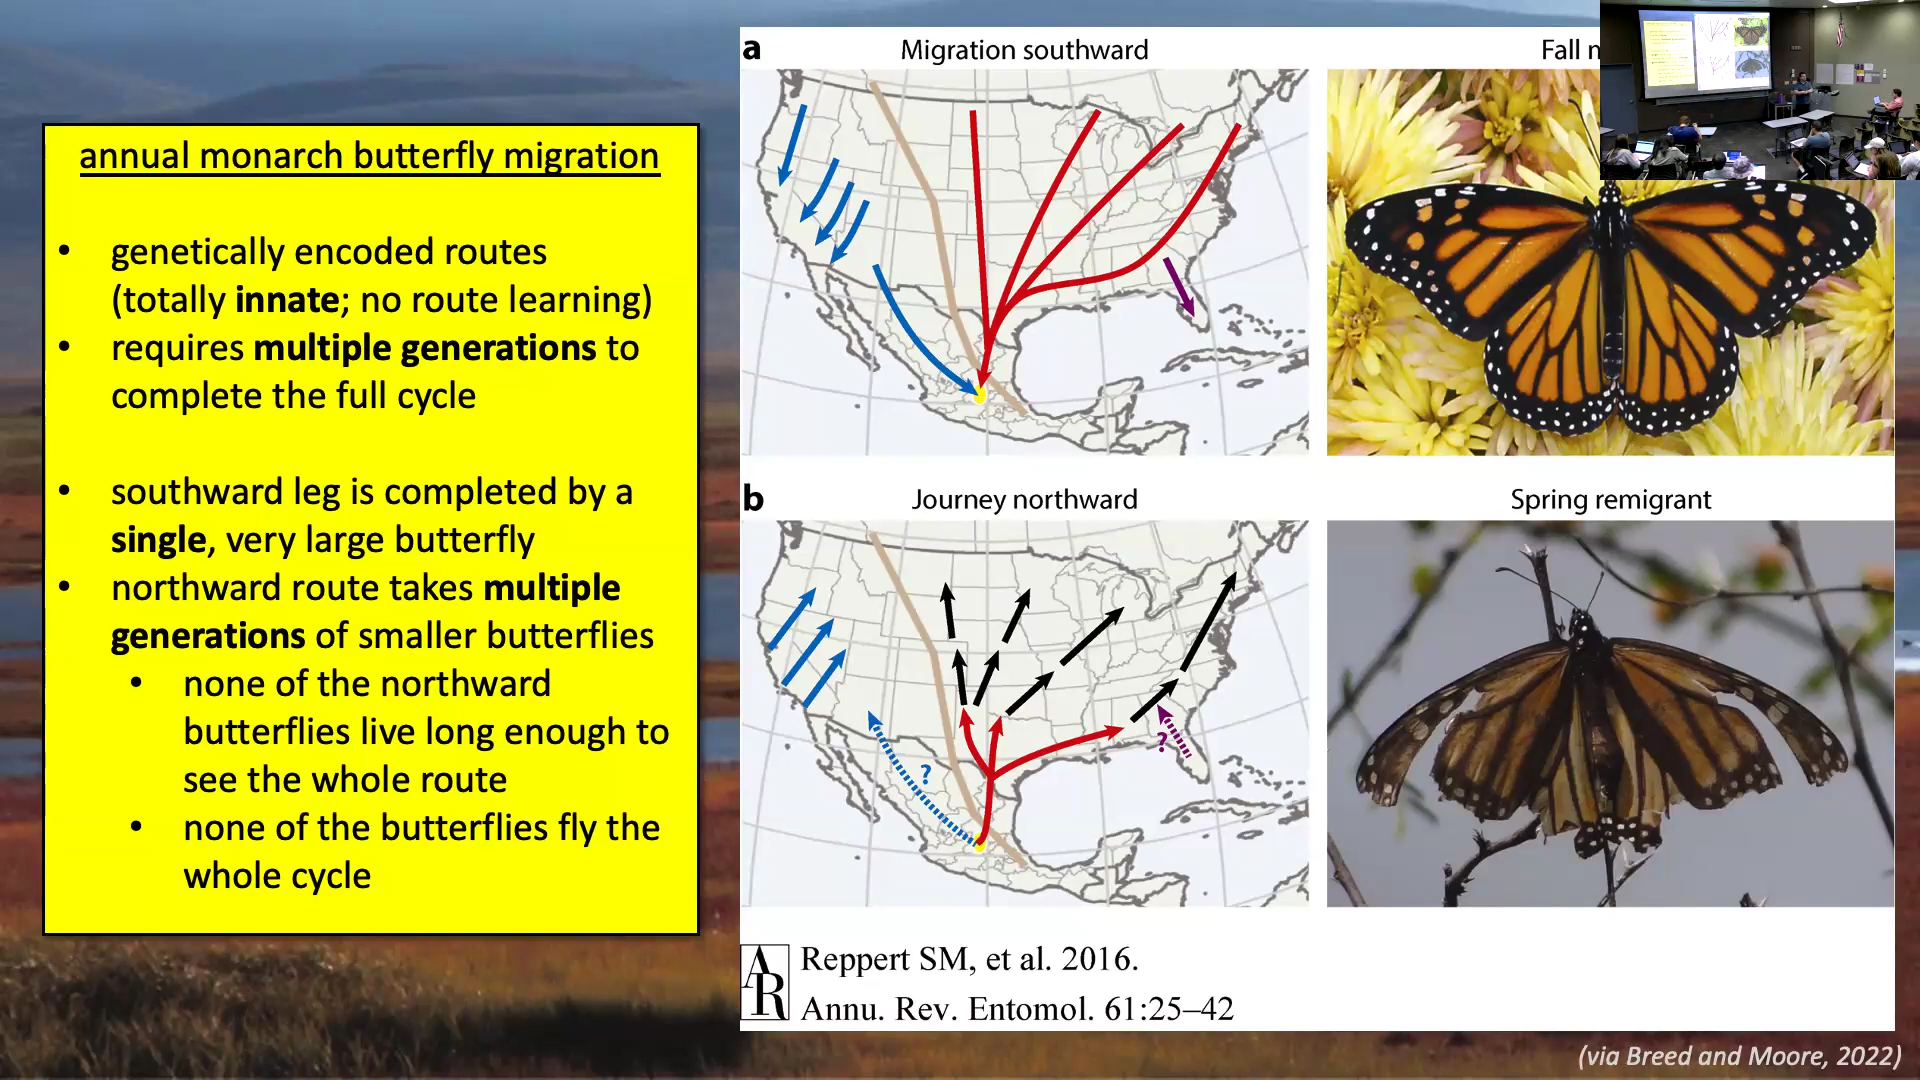 annual monarch butterfly migration
• genetically encoded routes
(totally innate; no route learning)
• requires multiple generations to
complete the full cycle
• southward leg is completed by a
single, very large butterfly
• northward route takes multiple
generations of smaller butterflies
• none of the northward
butterflies live long enough to
see the whole route
• none of the butterflies fly the
whole cycle
a
Migration southward
Fall
b
Journey northward
Spring remigrant
?
?
AR
Reppert SM, et al. 2016.
Annu. Rev. Entomol. 61:25–42
(via Breed and Moore, 2022)